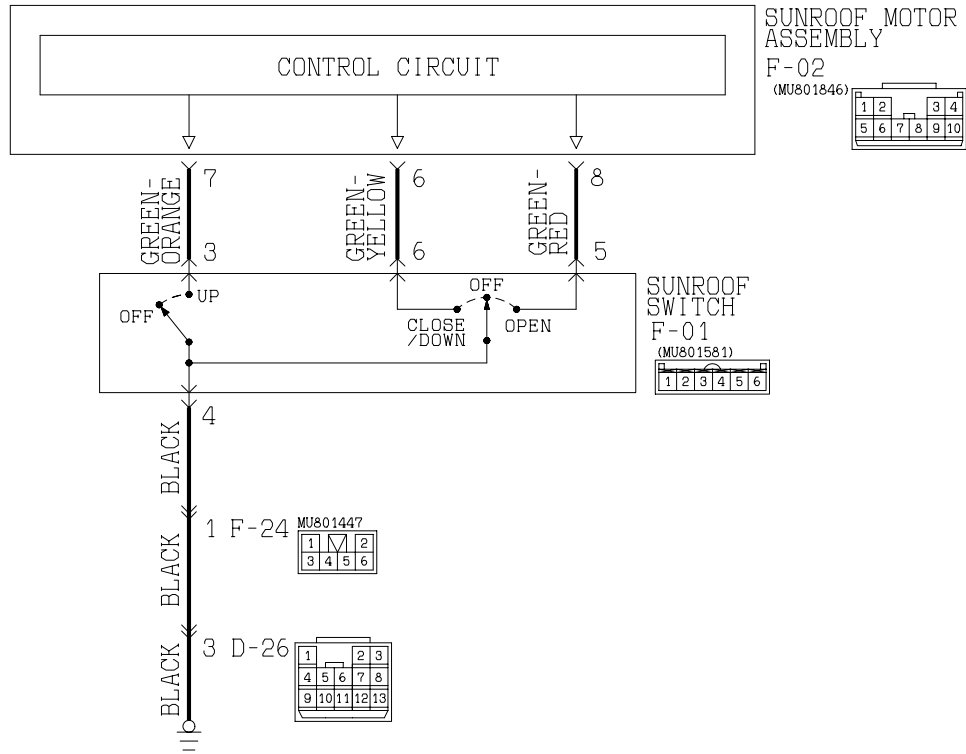 SUNROOF MOTOR
ASSEMBLY
F-02
(MU801846)
1 2 3 4
5 6 7 8 9 10
CONTROL CIRCUIT
7 6 8
GREEN-
ORANGE
GREEN-
YELLOW
GREEN-
RED
3 6 5
SUNROOF
SWITCH
F-01
(MU801581)
1 2 3 4 5 6
UP
OFF
OFF
CLOSE
/DOWN
OPEN
4
BLACK
1 F-24
MU801447
1 2
3 4 5 6
BLACK
3 D-26
1 2 3
4 5 6 7 8
9 10 11 12 13
BLACK